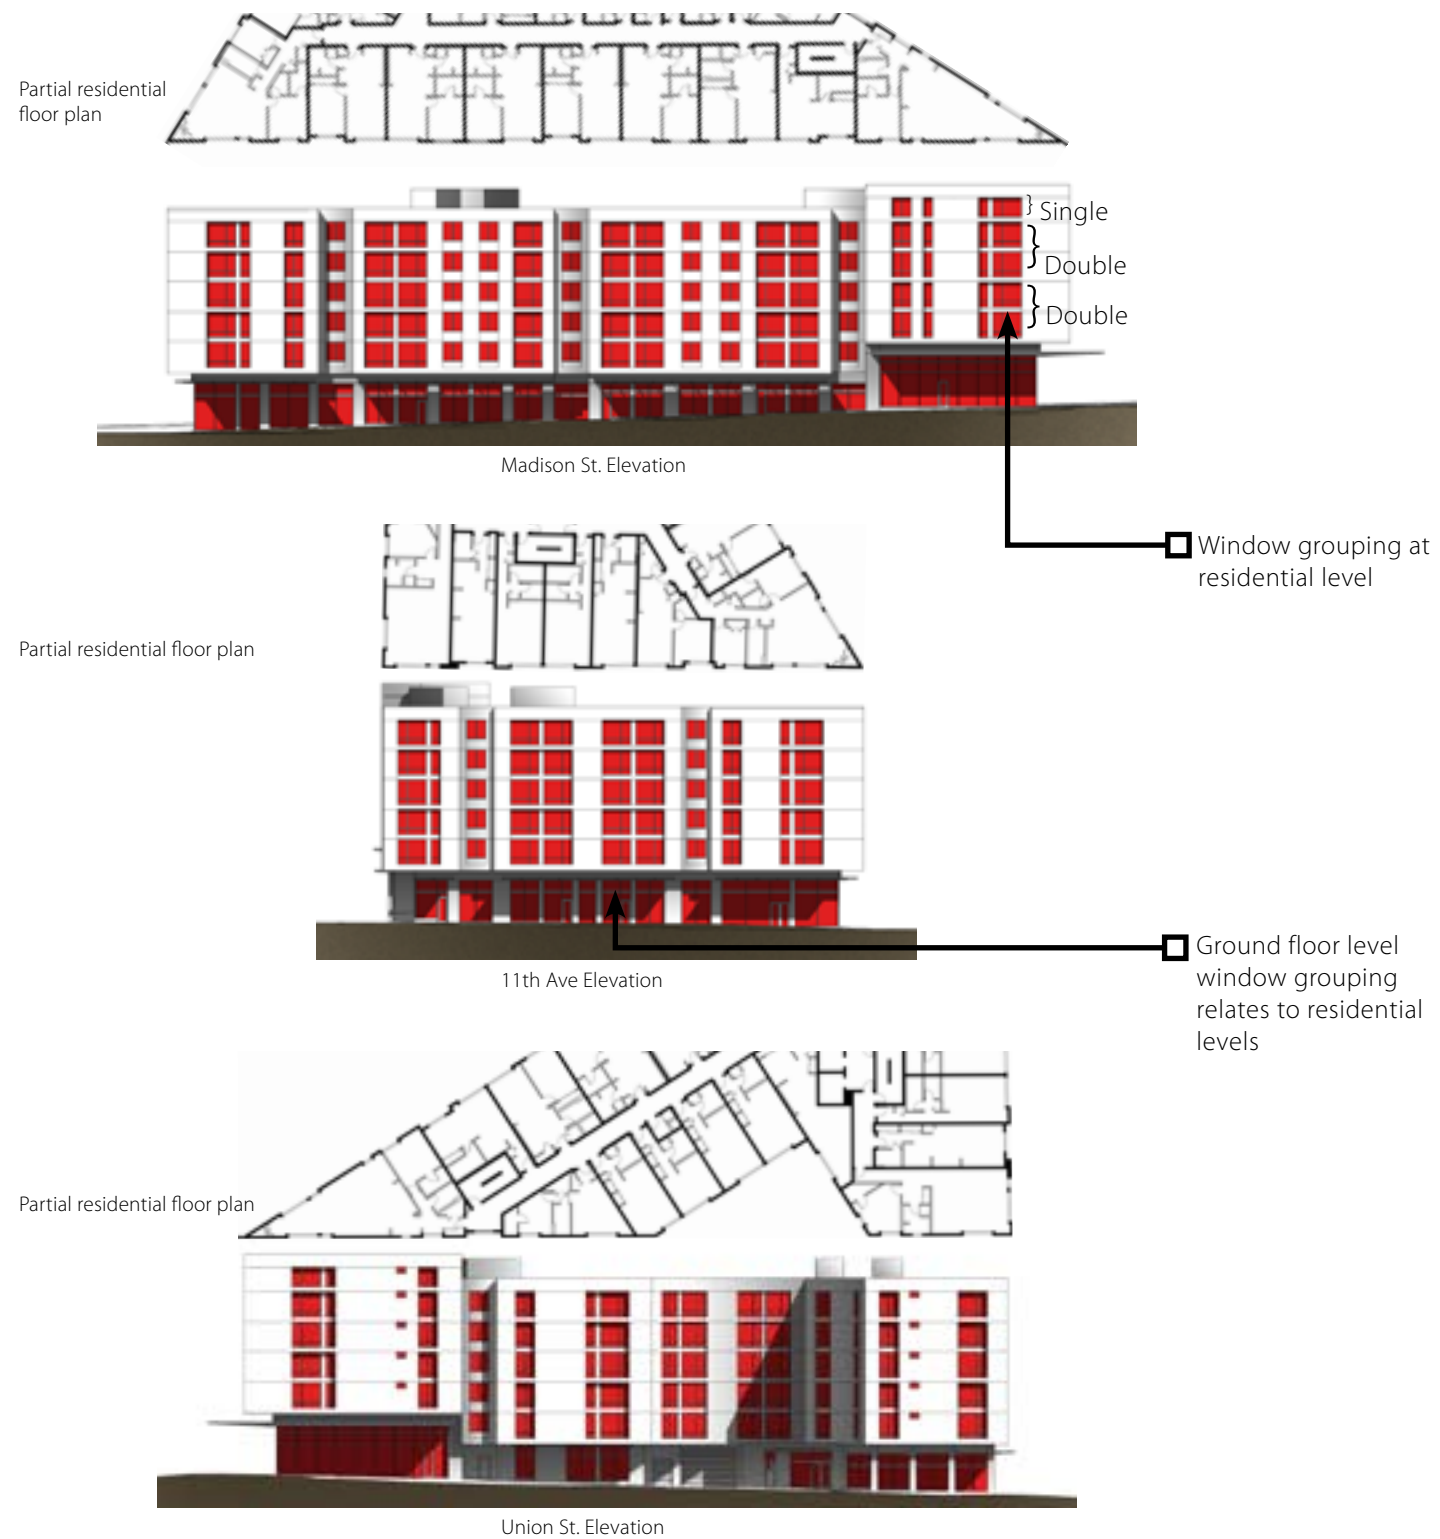 Partial residential
floor plan
Single
Double
Double
Madison St. Elevation
Window grouping at
residential level
Partial residential floor plan
11th Ave Elevation
Ground floor level
window grouping
relates to residential
levels
Partial residential floor plan
Union St. Elevation